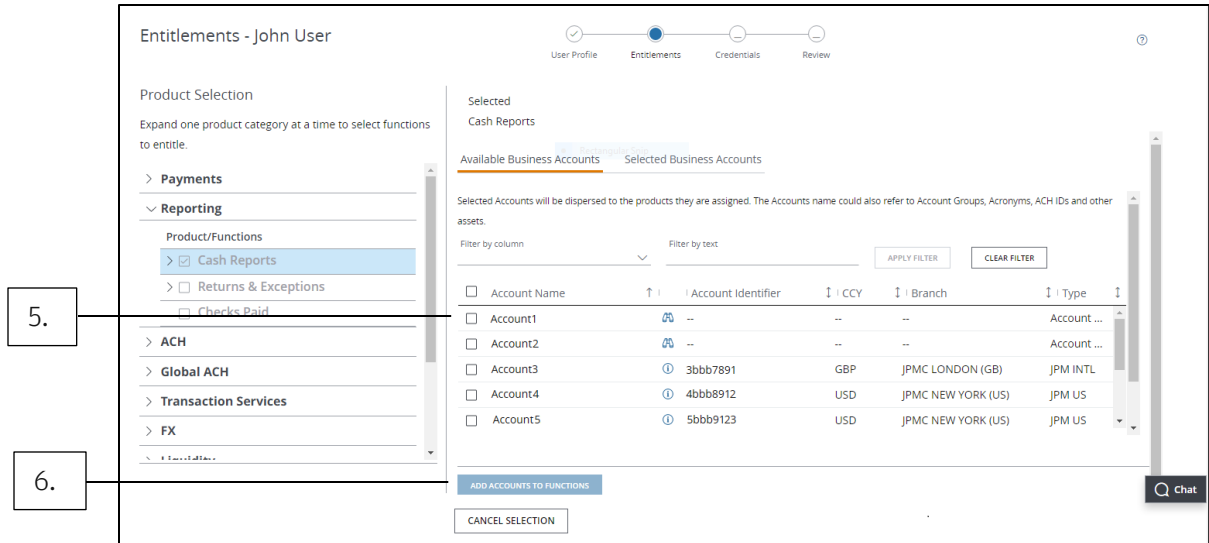 Entitlements - John User
User Profile
Entitlements
Credentials
Review
Product Selection
Expand one product category at a time to select functions
to entitle.
Payments
Reporting
Product/Functions
Cash Reports
Returns & Exceptions
Checks Paid
ACH
Global ACH
Transaction Services
FX
Liquidity
Selected
Cash Reports
Rectangular Snip
Available Business Accounts Selected Business Accounts
Selected Accounts will be dispersed to the products they are assigned. The Accounts name could also refer to Account Groups, Acronyms, ACH IDs and other
assets.
Filter by column Filter by text
APPLY FILTER CLEAR FILTER
Account Name Account Identifier CCY Branch Type
Account1 -- -- -- Account ...
Account2 -- -- -- Account ...
Account3 3bbb7891 GBP JPMC LONDON (GB) JPM INTL
Account4 4bbb8912 USD JPMC NEW YORK (US) JPM US
Account5 5bbb9123 USD JPMC NEW YORK (US) JPM US
ADD ACCOUNTS TO FUNCTIONS
CANCEL SELECTION
Chat
5.
6.